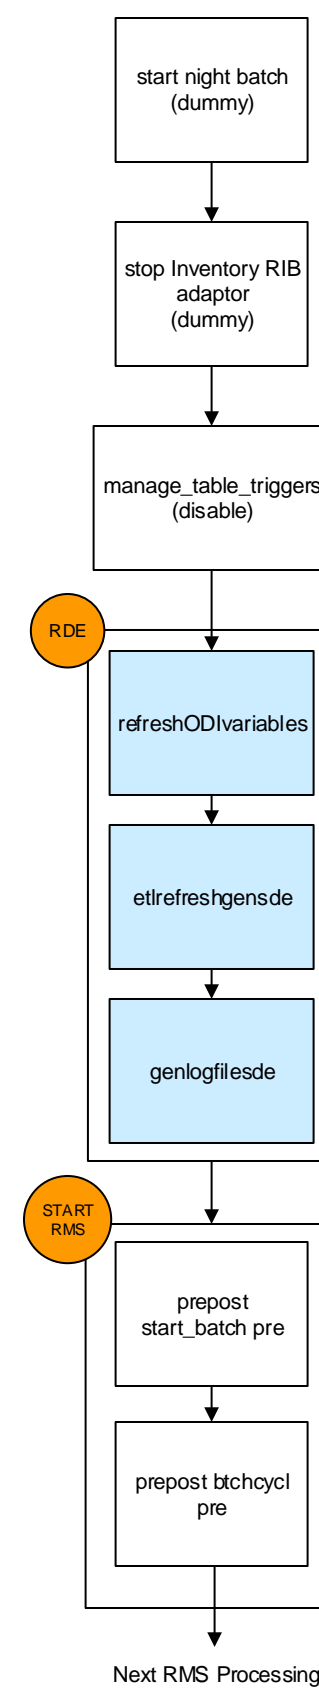 start night batch
(dummy)
stop Inventory RIB
adaptor
(dummy)
manage_table_triggers
(disable)
RDE
refreshODIvariables
etlrefreshgensde
genlogfilesde
START
RMS
prepost
start_batch pre
prepost btchcycl
pre
Next RMS Processing